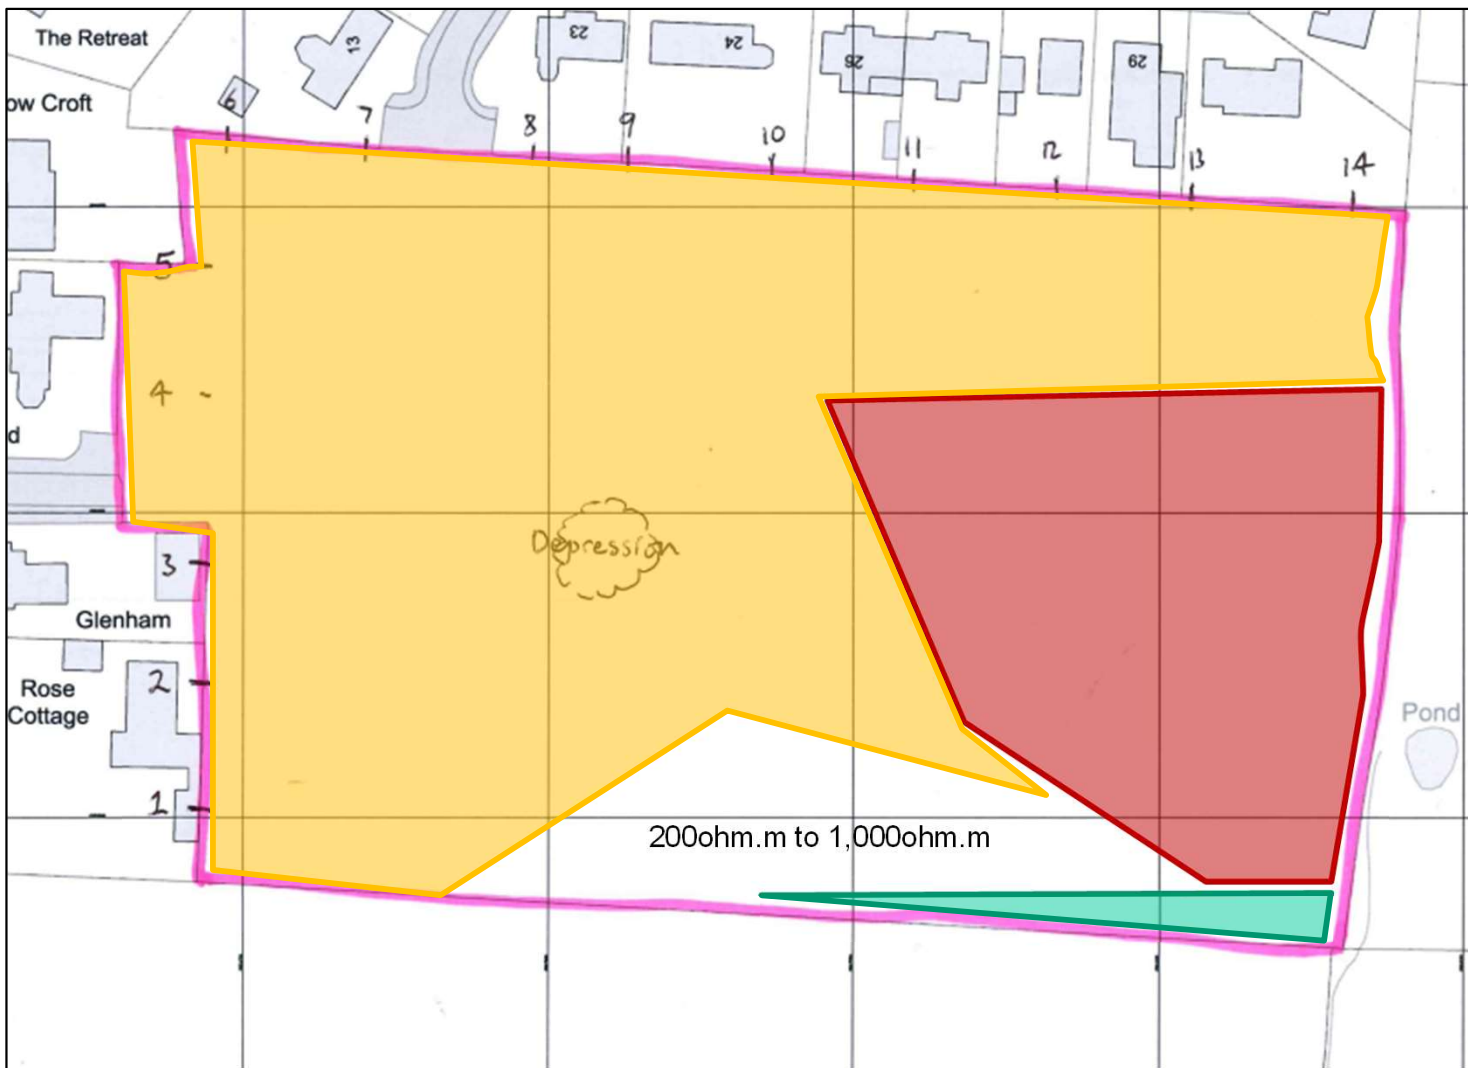 The Retreat
13
23
24
26
29
ow Croft
6
7
8
9
10
11
12
13
14
5
4
d
Depression
3
Glenham
2
Rose
Cottage
Pond
1
200ohm.m to 1,000ohm.m